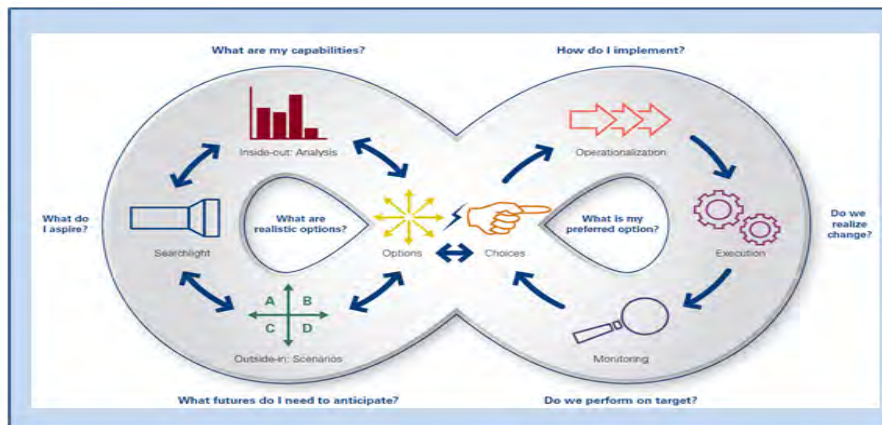 What are my capabilities?
How do I implement?
Inside-out: Analysis
Operationalization
What do
I aspire?
What are
realistic options?
What is my
preferred option?
Do we
realize
change?
Searchlight
Options
Choices
Execution
A B
C D
Outside-in: Scenarios
Monitoring
What futures do I need to anticipate?
Do we perform on target?